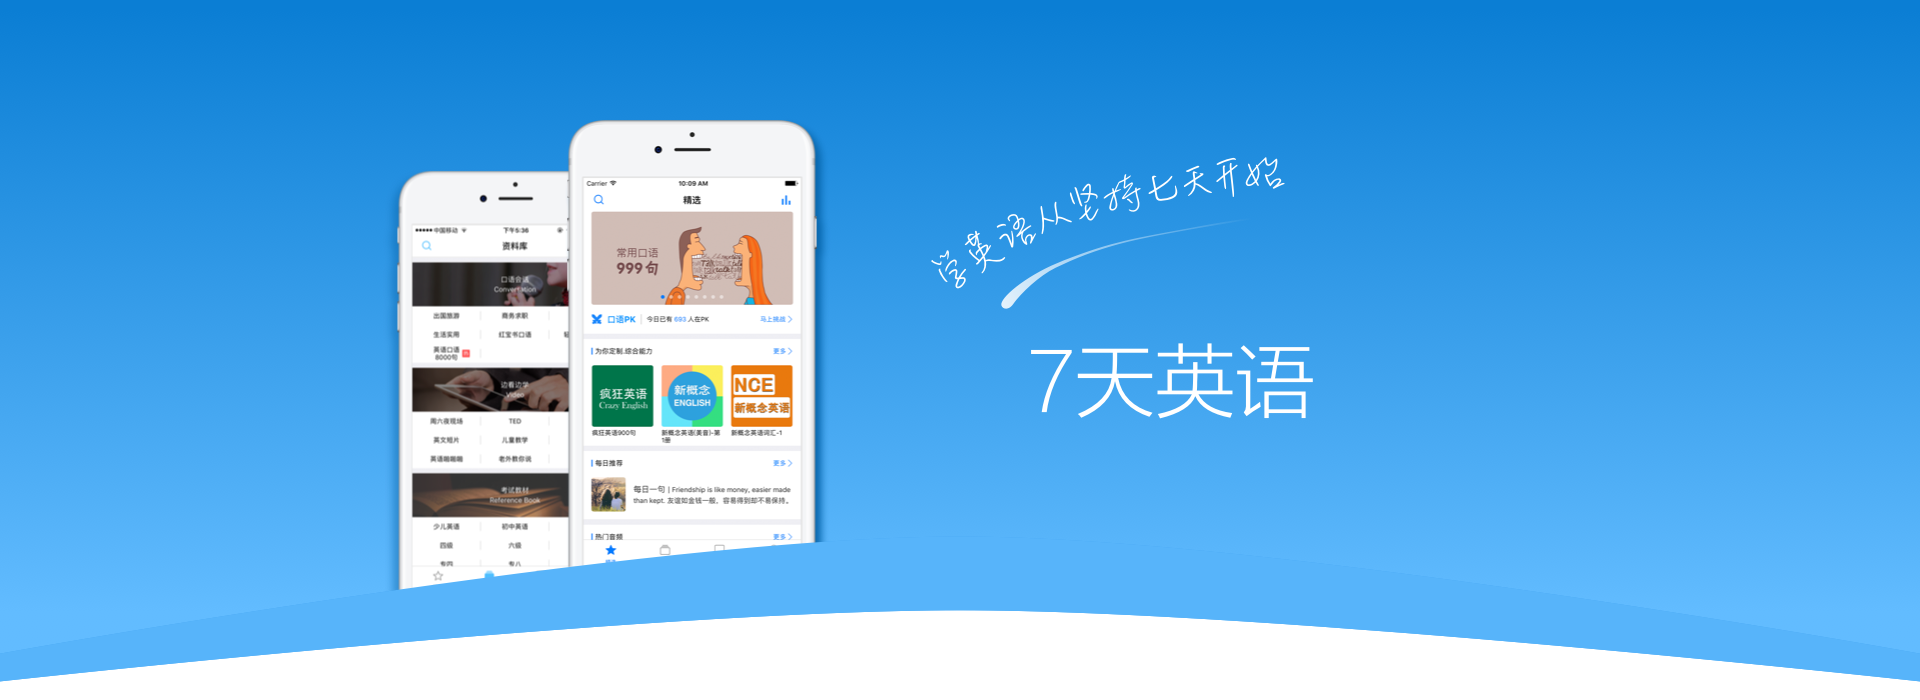 学英语从坚持七天开始
7天英语
中国移动
下午5:36
资料库
口语会话
Convertation
出国旅游
商务求职
生活实用
红宝书口语
英语口语
8000句
边看边学
Video
周六夜现场
TED
英文短片
儿童教学
英语啪啪啪
老外教你说
考试教材
Reference Book
少儿英语
初中英语
四级
六级
专四
专八
Carrier
10:09 AM
精选
常用口语
999句
口语PK
今日已有 693 人在PK
马上挑战
为你定制.综合能力
更多
疯狂英语
Crazy English
新概念
ENGLISH
NCE
新概念英语
疯狂英语900句
新概念英语(美音)-第
1册
新概念英语词汇-1
每日推荐
更多
每日一句 | Friendship is like money, easier made
than kept. 友谊如金钱一般，容易得到却不易保持。
热门音频
更多